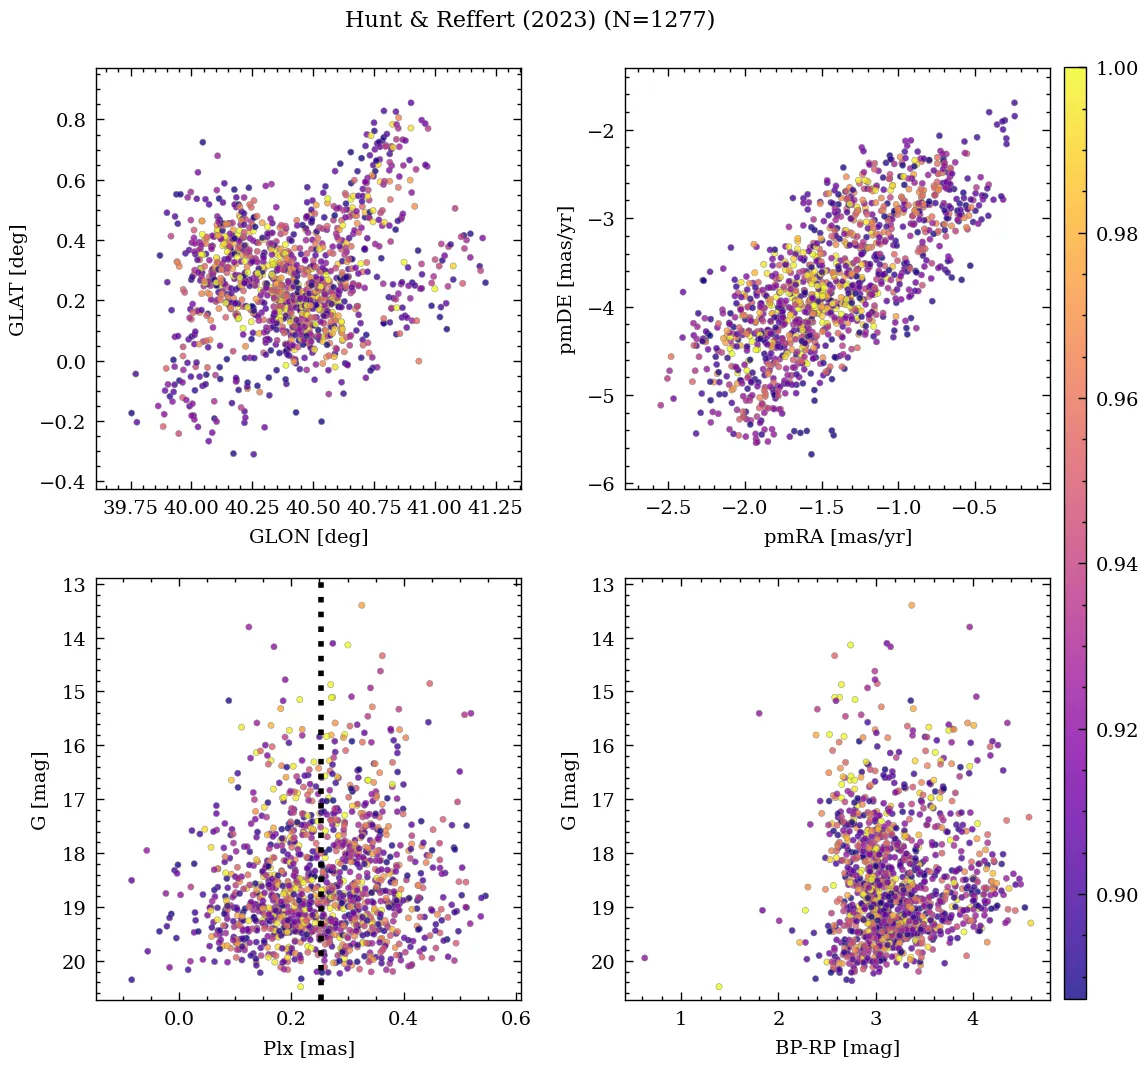 Hunt & Reffert (2023) (N=1277)
0.8
0.6
0.4
0.2
0.0
−0.2
−0.4
GLAT [deg]
39.75 40.00 40.25 40.50 40.75 41.00 41.25
GLON [deg]
−2
−3
−4
−5
−6
pmDE [mas/yr]
−2.5 −2.0 −1.5 −1.0 −0.5
pmRA [mas/yr]
1.00
0.98
0.96
0.94
0.92
0.90
13
14
15
16
17
18
19
20
G [mag]
0.0 0.2 0.4 0.6
Plx [mas]
13
14
15
16
17
18
19
20
G [mag]
1 2 3 4
BP-RP [mag]